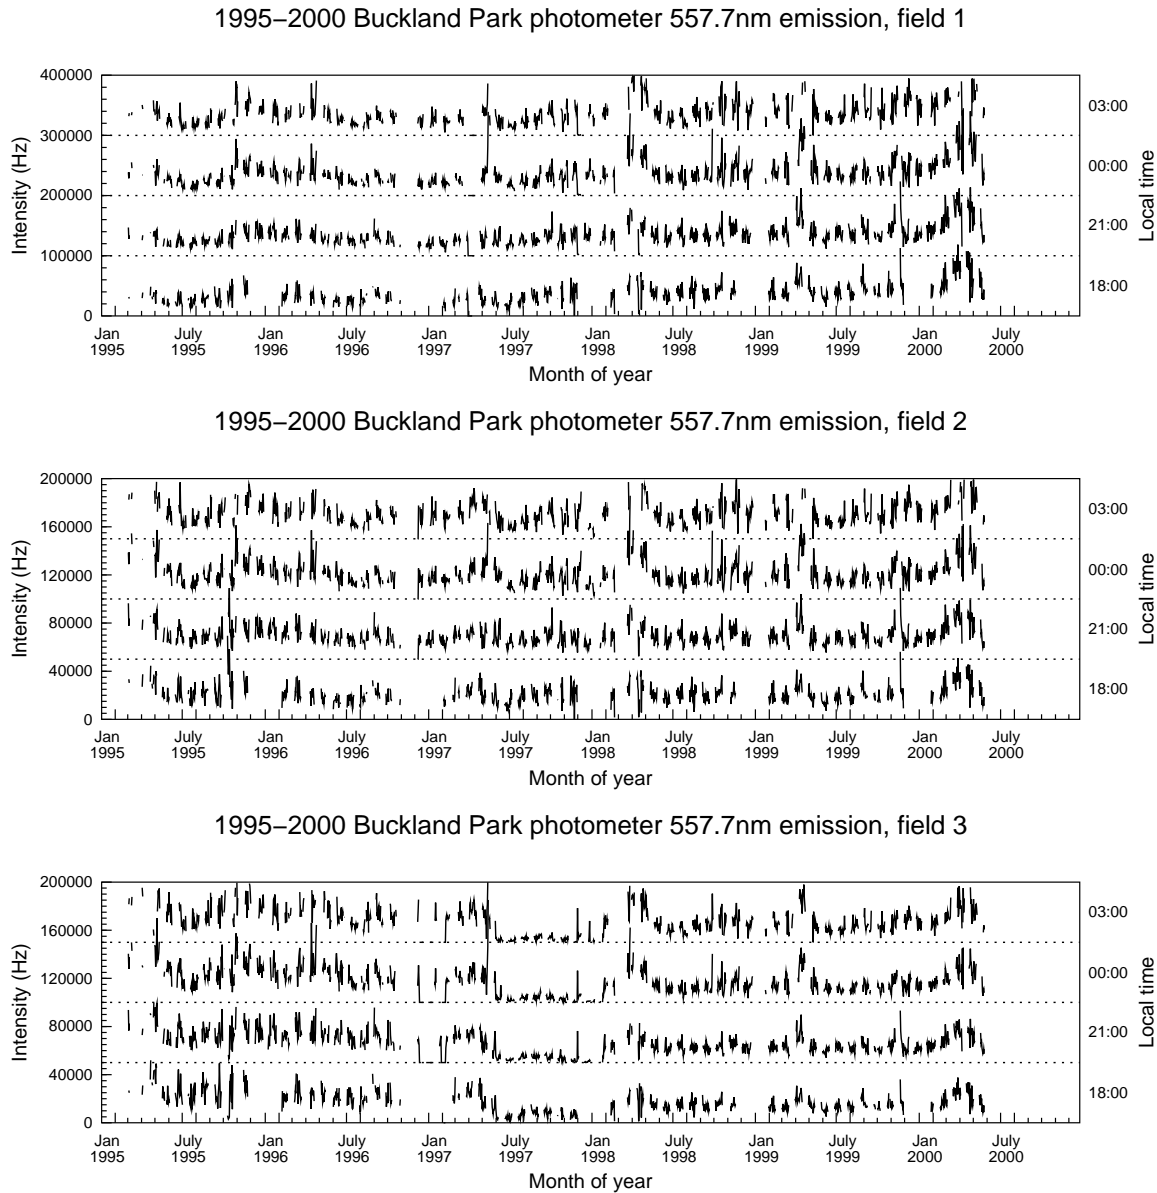 1995–2000 Buckland Park photometer 557.7nm emission, field 1
400000
300000
200000
100000
0
Intensity (Hz)
03:00
00:00
21:00
18:00
Local time
Jan July Jan July Jan July Jan July Jan July Jan July
1995 1995 1996 1996 1997 1997 1998 1998 1999 1999 2000 2000
Month of year
1995–2000 Buckland Park photometer 557.7nm emission, field 2
200000
160000
120000
80000
40000
0
Intensity (Hz)
03:00
00:00
21:00
18:00
Local time
Jan July Jan July Jan July Jan July Jan July Jan July
1995 1995 1996 1996 1997 1997 1998 1998 1999 1999 2000 2000
Month of year
1995–2000 Buckland Park photometer 557.7nm emission, field 3
200000
160000
120000
80000
40000
0
Intensity (Hz)
03:00
00:00
21:00
18:00
Local time
Jan July Jan July Jan July Jan July Jan July Jan July
1995 1995 1996 1996 1997 1997 1998 1998 1999 1999 2000 2000
Month of year